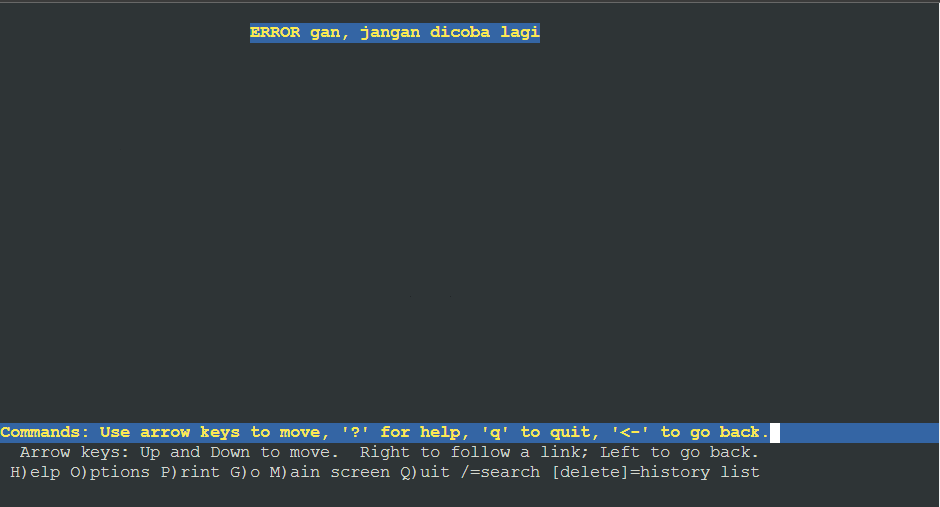 ERROR gan, jangan dicoba lagi
Commands: Use arrow keys to move, '?' for help, 'q' to quit, '<-' to go back.
Arrow keys: Up and Down to move.  Right to follow a link; Left to go back.
H)elp O)ptions P)rint G)o M)ain screen Q)uit /=search [delete]=history list